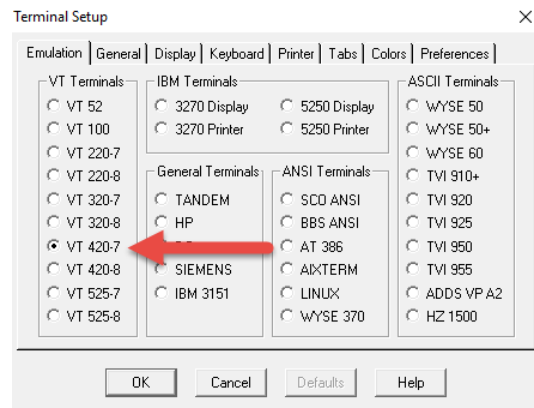 Terminal Setup
Emulation General Display Keyboard Printer Tabs Colors Preferences
VT Terminals
VT 52
VT 100
VT 220-7
VT 220-8
VT 320-7
VT 320-8
VT 420-7
VT 420-8
VT 525-7
VT 525-8
IBM Terminals
3270 Display 5250 Display
3270 Printer 5250 Printer
General Terminals
TANDEM
HP
SIEMENS
IBM 3151
ANSI Terminals
SCO ANSI
BBS ANSI
AT 386
AIXTERM
LINUX
WYSE 370
ASCII Terminals
WYSE 50
WYSE 50+
WYSE 60
TVI 910+
TVI 920
TVI 925
TVI 950
TVI 955
ADDS VP A2
HZ 1500
OK Cancel Defaults Help